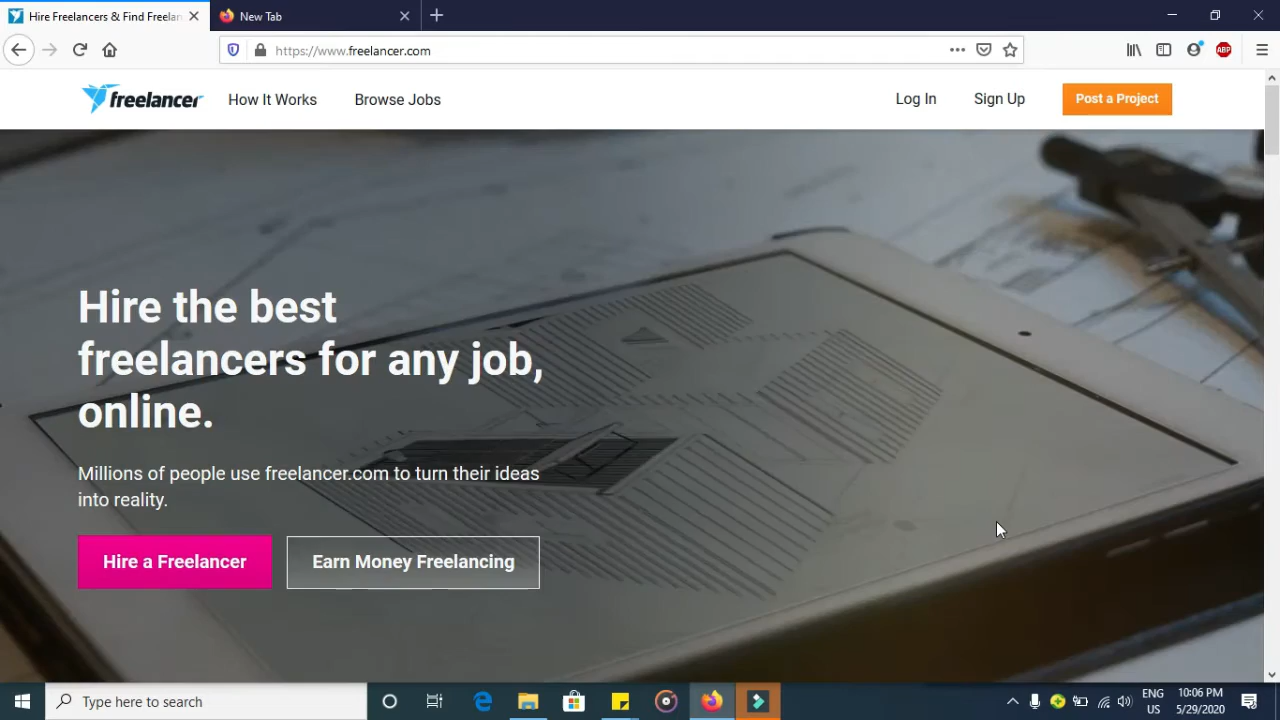 Hire Freelancers & Find Freelan
New Tab
https://www.freelancer.com
ABP
freelancer
How It Works
Browse Jobs
Log In
Sign Up
Post a Project
Hire the best
freelancers for any job,
online.
Millions of people use freelancer.com to turn their ideas
into reality.
Hire a Freelancer
Earn Money Freelancing
Type here to search
ENG
US
10:06 PM
5/29/2020